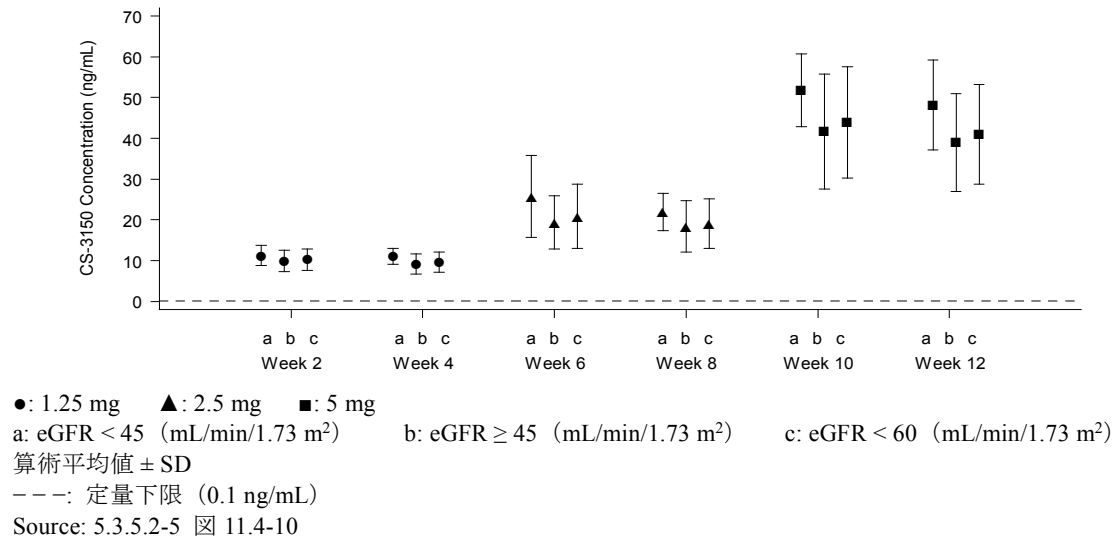 70
60
50
40
30
20
10
0
CS-3150 Concentration (ng/mL)
a b c a b c a b c a b c a b c a b c
Week 2 Week 4 Week 6 Week 8 Week 10 Week 12
●: 1.25 mg ▲: 2.5 mg ■: 5 mg
a: eGFR < 45（mL/min/1.73 m²） b: eGFR ≥ 45（mL/min/1.73 m²） c: eGFR < 60（mL/min/1.73 m²）
算術平均値 ± SD
−−−: 定量下限（0.1 ng/mL）
Source: 5.3.5.2-5 図 11.4-10